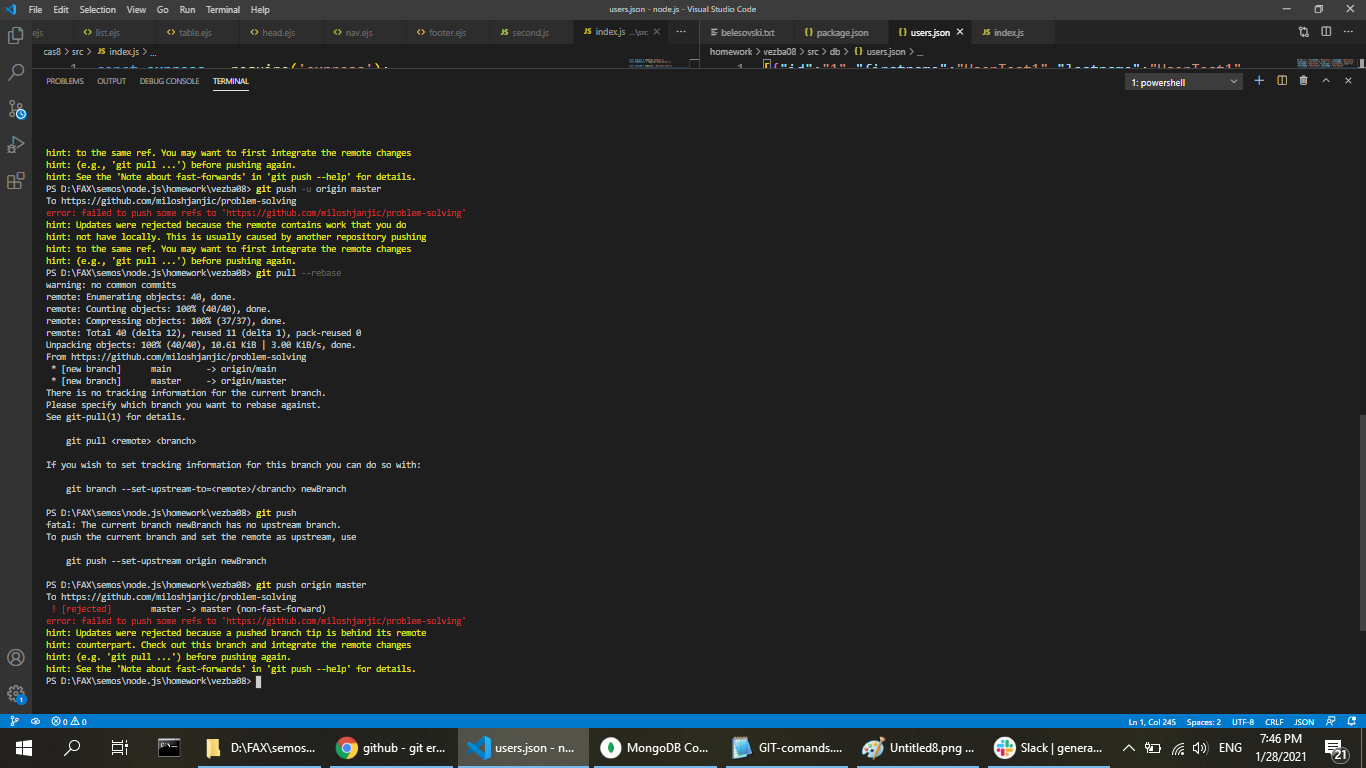 File Edit Selection View Go Run Terminal Help
users.json - node.js - Visual Studio Code
ejs list.ejs table.ejs head.ejs nav.ejs footer.ejs second.js JS index.js ...\src
belesovski.txt package.json users.json JS index.js
cas8 > src > JS index.js > ...
homework > vezba08 > src > db > {} users.json > ...
1 const express = require('express');
1 [{"id":"1","firstname":"UserTest1","lastname":"UserTest1"
PROBLEMS OUTPUT DEBUG CONSOLE TERMINAL
1: powershell
hint: to the same ref. You may want to first integrate the remote changes
hint: (e.g., 'git pull ...') before pushing again.
hint: See the 'Note about fast-forwards' in 'git push --help' for details.
PS D:\FAX\semos\node.js\homework\vezba08> git push -u origin master
To https://github.com/miloshjanjic/problem-solving
error: failed to push some refs to 'https://github.com/miloshjanjic/problem-solving'
hint: Updates were rejected because the remote contains work that you do
hint: not have locally. This is usually caused by another repository pushing
hint: to the same ref. You may want to first integrate the remote changes
hint: (e.g., 'git pull ...') before pushing again.
PS D:\FAX\semos\node.js\homework\vezba08> git pull --rebase
warning: no common commits
remote: Enumerating objects: 40, done.
remote: Counting objects: 100% (40/40), done.
remote: Compressing objects: 100% (37/37), done.
remote: Total 40 (delta 12), reused 11 (delta 1), pack-reused 0
Unpacking objects: 100% (40/40), 10.61 KiB | 3.00 KiB/s, done.
From https://github.com/miloshjanjic/problem-solving
* [new branch] main -> origin/main
* [new branch] master -> origin/master
There is no tracking information for the current branch.
Please specify which branch you want to rebase against.
See git-pull(1) for details.
git pull <remote> <branch>
If you wish to set tracking information for this branch you can do so with:
git branch --set-upstream-to=<remote>/<branch> newBranch
PS D:\FAX\semos\node.js\homework\vezba08> git push
fatal: The current branch newBranch has no upstream branch.
To push the current branch and set the remote as upstream, use
git push --set-upstream origin newBranch
PS D:\FAX\semos\node.js\homework\vezba08> git push origin master
To https://github.com/miloshjanjic/problem-solving
! [rejected] master -> master (non-fast-forward)
error: failed to push some refs to 'https://github.com/miloshjanjic/problem-solving'
hint: Updates were rejected because a pushed branch tip is behind its remote
hint: counterpart. Check out this branch and integrate the remote changes
hint: (e.g. 'git pull ...') before pushing again.
hint: See the 'Note about fast-forwards' in 'git push --help' for details.
PS D:\FAX\semos\node.js\homework\vezba08>
1
0 0 Ln 1, Col 245 Spaces: 2 UTF-8 CRLF JSON
D:\FAX\semos... github - git er... users.json - n... MongoDB Co... GIT-comands.... Untitled8.png ... Slack | genera... ENG
7:46 PM
1/28/2021
21